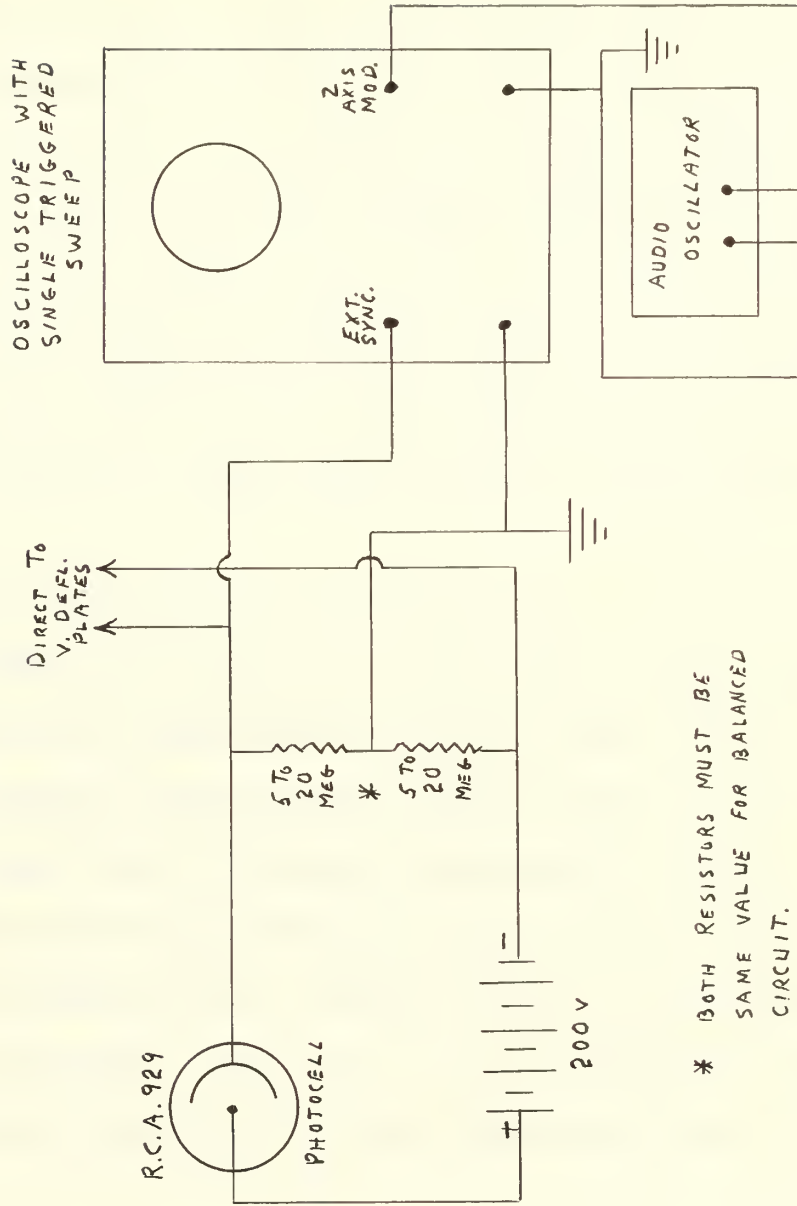 OSCILLOSCOPE WITH
SINGLE TRIGGERED
SWEEP
DIRECT TO
V. DEFL.
PLATES
R.C.A. 929
PHOTOCELL
EXT.
SYNC.
Z
AXIS
MOD.
5 TO
20
MEG
*
5 TO
20
MEG
+
-
200 V
AUDIO
OSCILLATOR
* BOTH RESISTORS MUST BE
SAME VALUE FOR BALANCED
CIRCUIT.